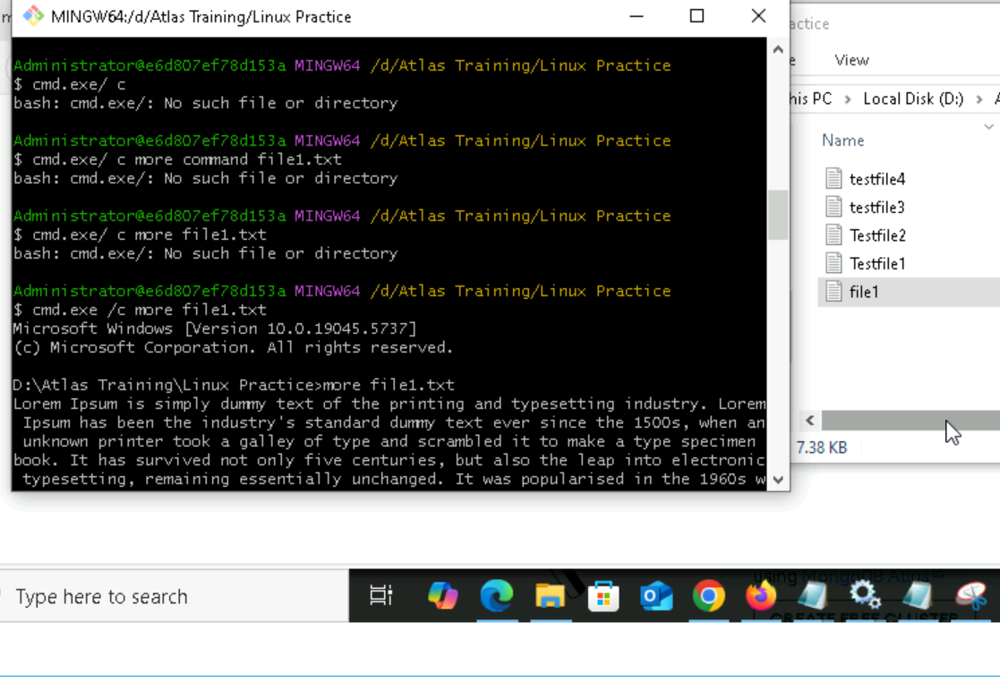 MINGW64:/d/Atlas Training/Linux Practice
Administrator@e6d807ef78d153a MINGW64 /d/Atlas Training/Linux Practice
$ cmd.exe/ c
bash: cmd.exe/: No such file or directory
Administrator@e6d807ef78d153a MINGW64 /d/Atlas Training/Linux Practice
$ cmd.exe/ c more command file1.txt
bash: cmd.exe/: No such file or directory
Administrator@e6d807ef78d153a MINGW64 /d/Atlas Training/Linux Practice
$ cmd.exe/ c more file1.txt
bash: cmd.exe/: No such file or directory
Administrator@e6d807ef78d153a MINGW64 /d/Atlas Training/Linux Practice
$ cmd.exe /c more file1.txt
Microsoft Windows [Version 10.0.19045.5737]
(c) Microsoft Corporation. All rights reserved.
D:\Atlas Training\Linux Practice>more file1.txt
Lorem Ipsum is simply dummy text of the printing and typesetting industry. Lorem
Ipsum has been the industry's standard dummy text ever since the 1500s, when an
unknown printer took a galley of type and scrambled it to make a type specimen
book. It has survived not only five centuries, but also the leap into electronic
typesetting, remaining essentially unchanged. It was popularised in the 1960s w
actice
View
his PC > Local Disk (D:) >
Name
testfile4
testfile3
Testfile2
Testfile1
file1
7.38 KB
using MongoDB Atlas
CREATE FREE CLUSTER
Type here to search